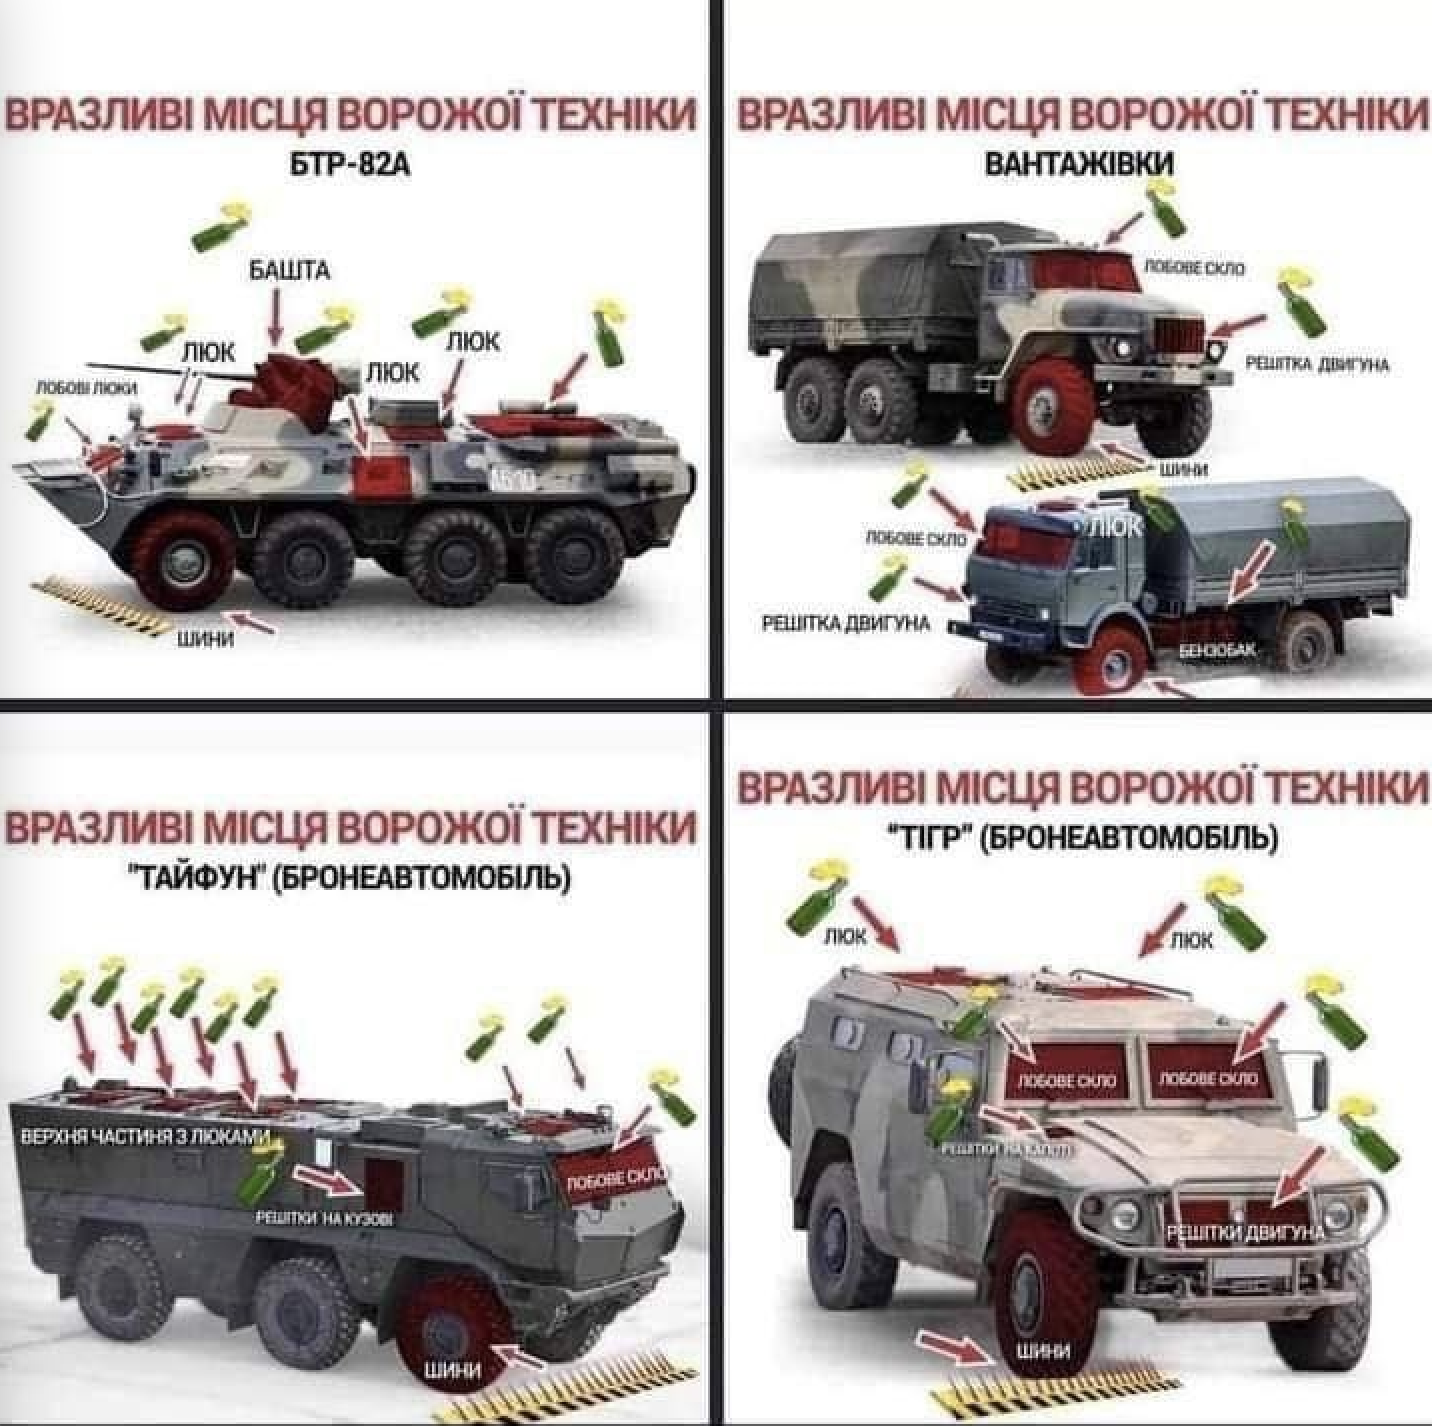 ВРАЗЛИВІ МІСЦЯ ВОРОЖОЇ ТЕХНІКИ
БТР-82А
БАШТА
ЛЮК
ЛЮК
ЛЮК
ЛОБОВІ ЛЮКИ
ШИНИ
ВРАЗЛИВІ МІСЦЯ ВОРОЖОЇ ТЕХНІКИ
ВАНТАЖІВКИ
ЛОБОВЕ СКЛО
РЕШІТКА ДВИГУНА
ШИНИ
ЛЮК
ЛОБОВЕ СКЛО
РЕШІТКА ДВИГУНА
БЕНЗОБАК
ВРАЗЛИВІ МІСЦЯ ВОРОЖОЇ ТЕХНІКИ
"ТАЙФУН" (БРОНЕАВТОМОБІЛЬ)
ВЕРХНЯ ЧАСТИНЯ З ЛЮКАМИ
ЛОБОВЕ СКЛО
РЕШІТКИ НА КУЗОВІ
ШИНИ
ВРАЗЛИВІ МІСЦЯ ВОРОЖОЇ ТЕХНІКИ
"ТІГР" (БРОНЕАВТОМОБІЛЬ)
ЛЮК
ЛЮК
ЛОБОВЕ СКЛО
ЛОБОВЕ СКЛО
РЕШІТКИ НА
РЕШІТКИ ДВИГУНА
ШИНИ